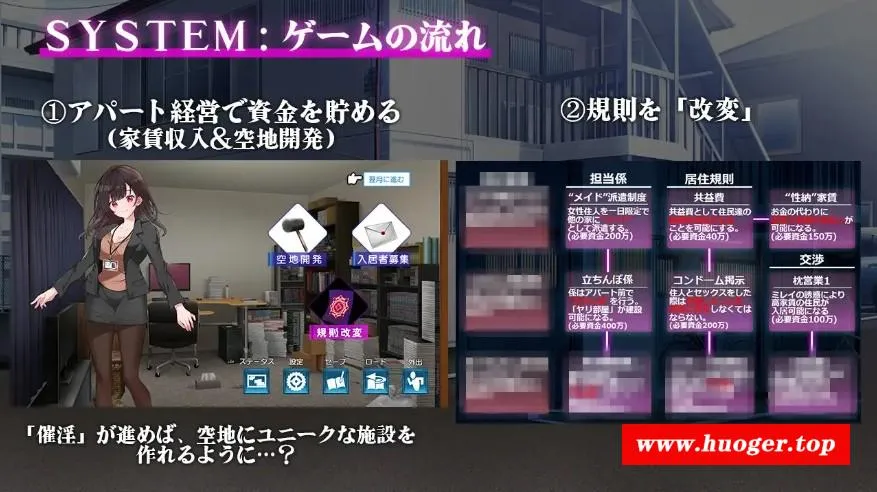 SYSTEM：ゲームの流れ
①アパート経営で資金を貯める
（家賃収入＆空地開発）
②規則を「改変」
翌月に進む
空地開発
入居者募集
規則改変
ステータス
設定
セーブ
ロード
外出
担当係
居住規則
“メイド”派遣制度
女性住人を一日限定で
他の家に
として派遣する。
(必要資金200万)
共益費
共益費として住民達の
ことを可能にする。
(必要資金40万)
“性納”家賃
お金の代わりに
が
可能になる。
(必要資金150万)
交渉
立ちんぼ係
係はアパート前で
を行う。
「ヤリ部屋」が建設
可能になる。
(必要資金400万)
コンドーム掲示
住人とセックスをした
際は
しなくては
ならない。
(必要資金200万)
枕営業1
ミレイの誘惑により
高家賃の住民が
入居可能になる
(必要資金100万)
「催淫」が進めば、空地にユニークな施設を
作れるように…？
www.huoger.top